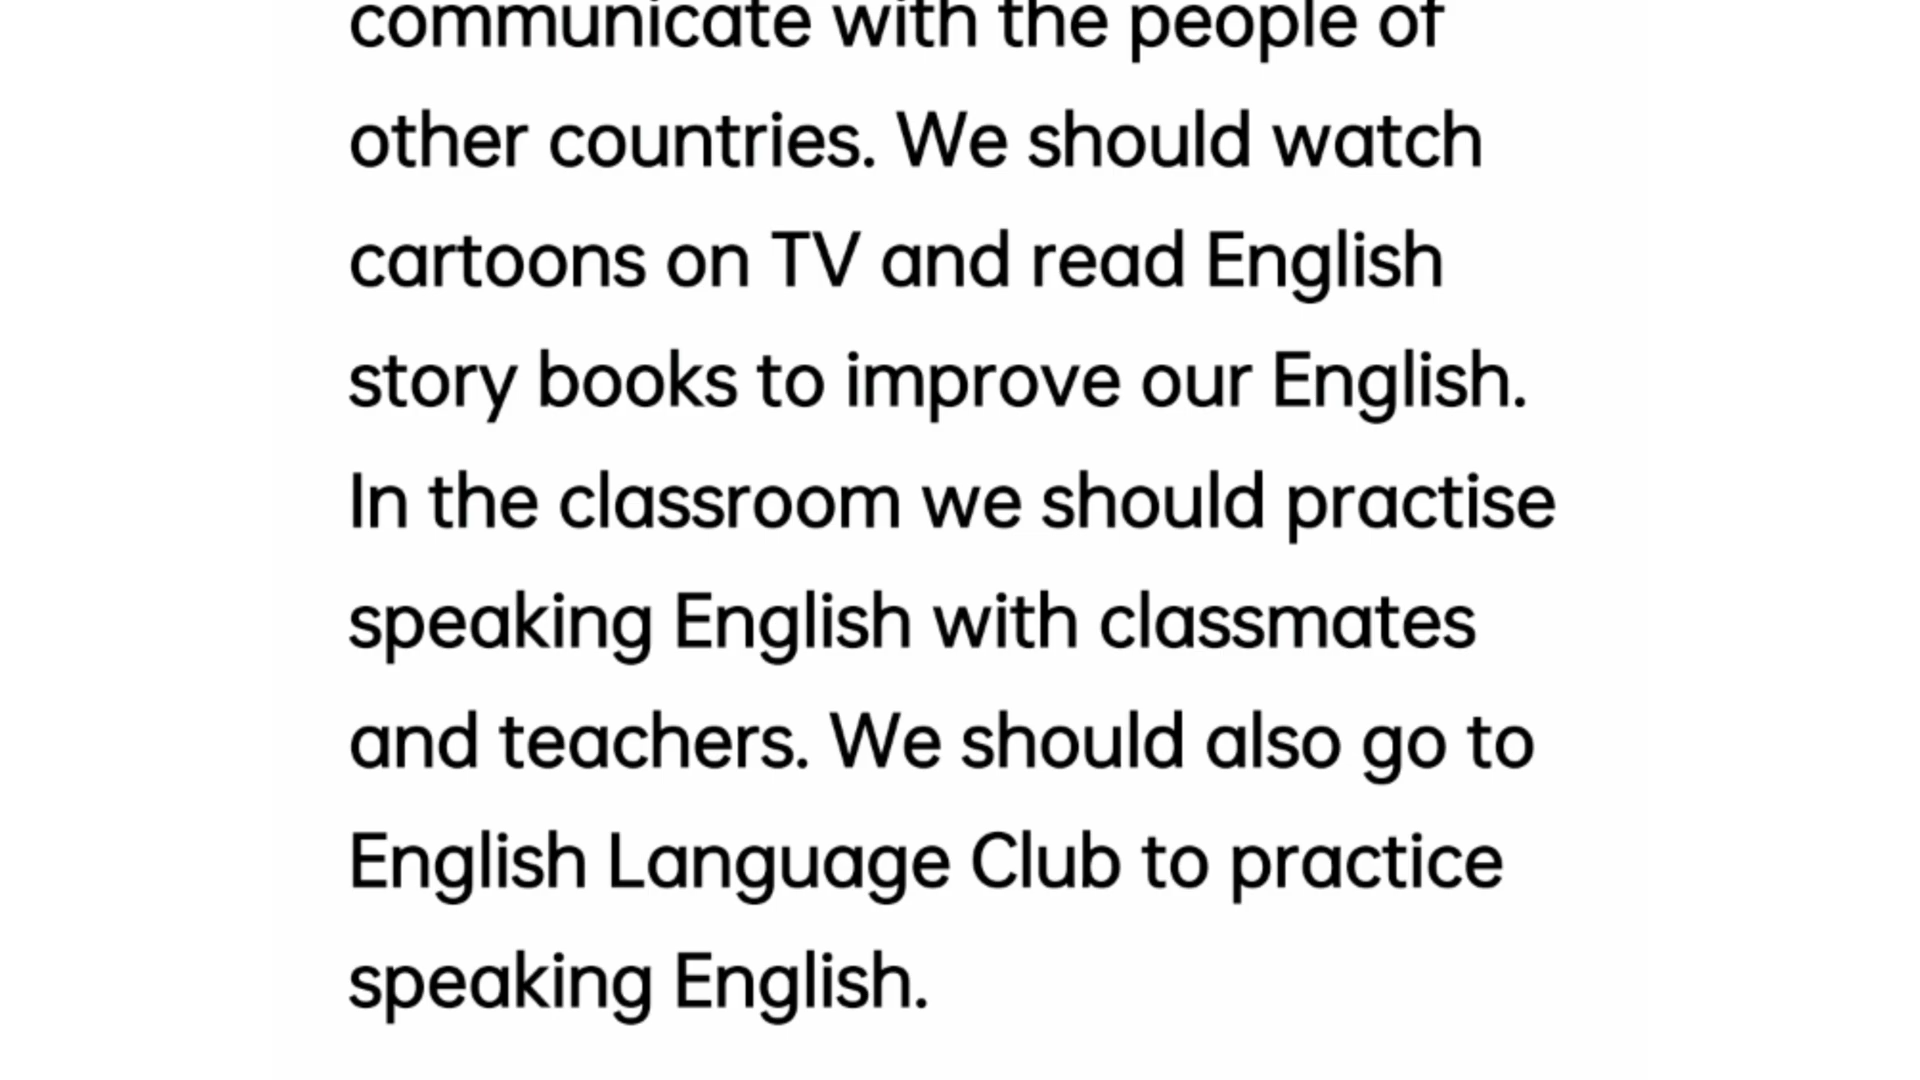 communicate with the people of
other countries. We should watch
cartoons on TV and read English
story books to improve our English.
In the classroom we should practise
speaking English with classmates
and teachers. We should also go to
English Language Club to practice
speaking English.